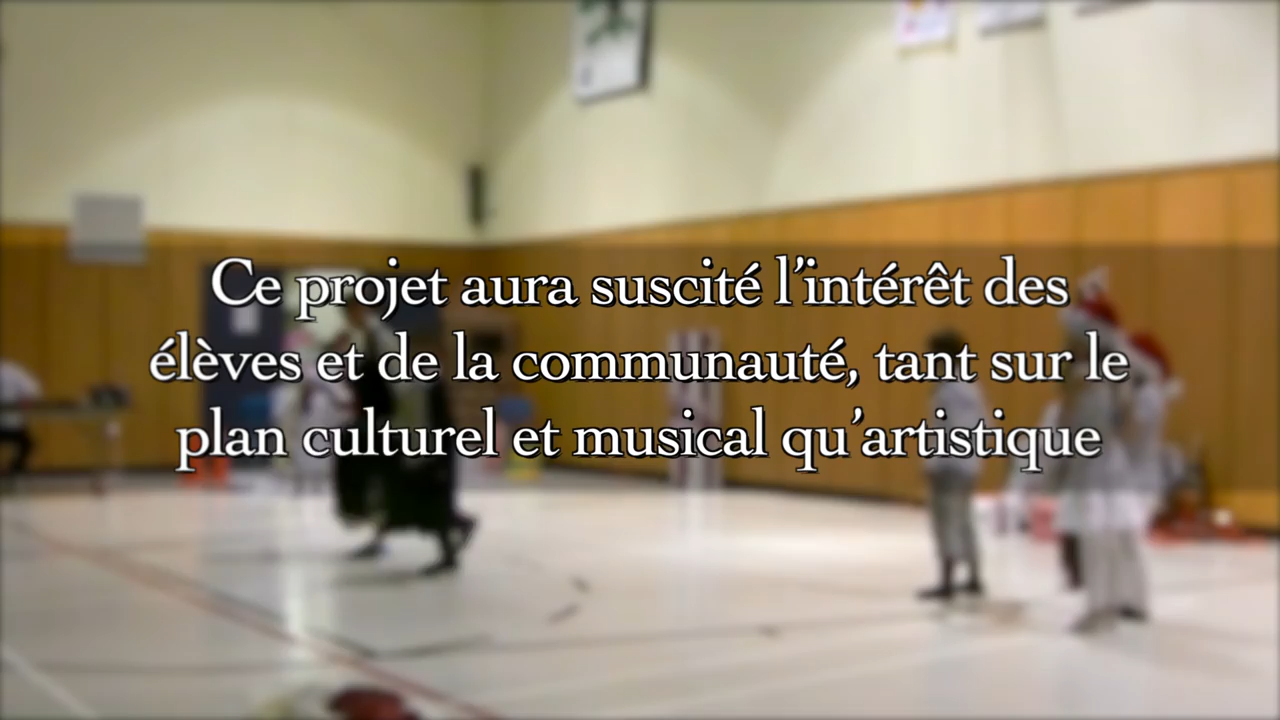 Ce projet aura suscité l’intérêt des
élèves et de la communauté, tant sur le
plan culturel et musical qu’artistique